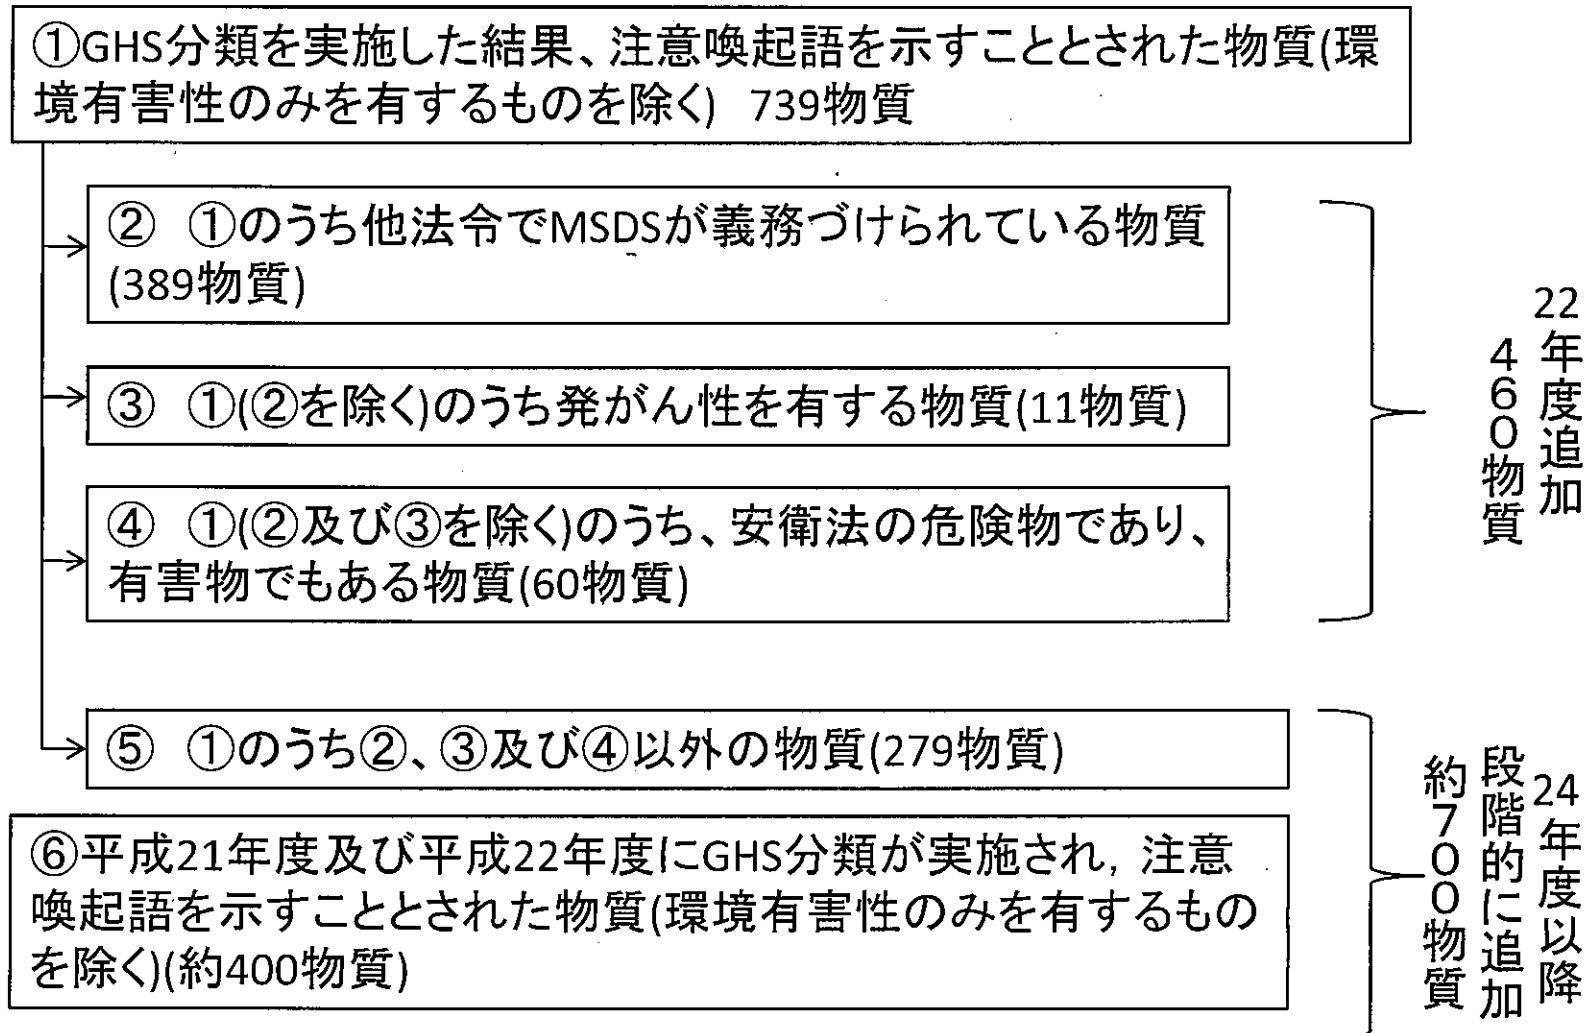 ①GHS分類を実施した結果、注意喚起語を示すこととされた物質(環
境有害性のみを有するものを除く) 739物質
② ①のうち他法令でMSDSが義務づけられている物質
(389物質)
③ ①(②を除く)のうち発がん性を有する物質(11物質)
④ ①(②及び③を除く)のうち、安衛法の危険物であり、
有害物でもある物質(60物質)
22年度追加
460物質
⑤ ①のうち②、③及び④以外の物質(279物質)
⑥平成21年度及び平成22年度にGHS分類が実施され, 注意
喚起語を示すこととされた物質(環境有害性のみを有するもの
を除く)(約400物質)
24年度以降
段階的に追加
約700物質